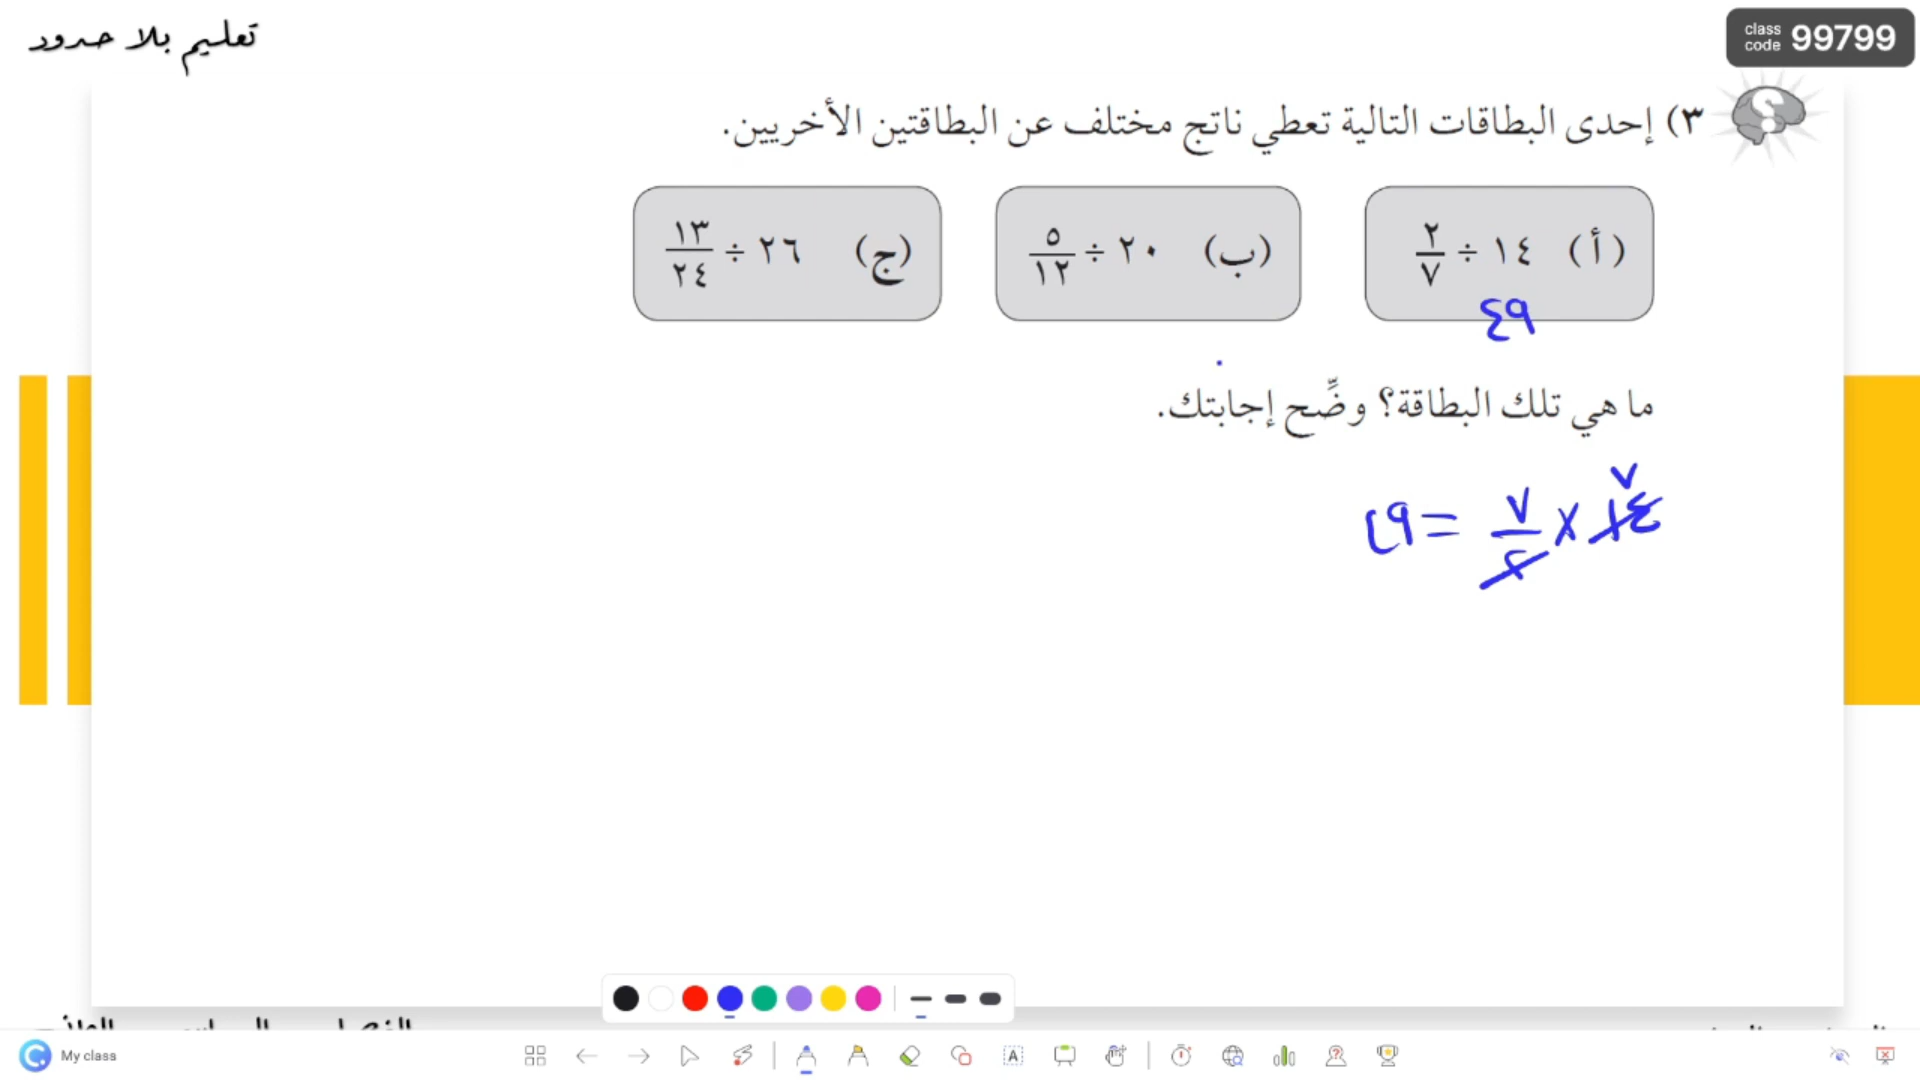 تعليم بلا حدود
class code 99799
٣) إحدى البطاقات التالية تعطي ناتج مختلف عن البطاقتين الأخريين.
(أ) ١٤ ÷ ٢/٧
(ب) ٢٠ ÷ ٥/١٢
(ج) ٢٦ ÷ ١٣/٢٤
٤٩
ما هي تلك البطاقة؟ وضِّح إجابتك.
٧
١٤ × ٧/٢ = ٤٩
My class